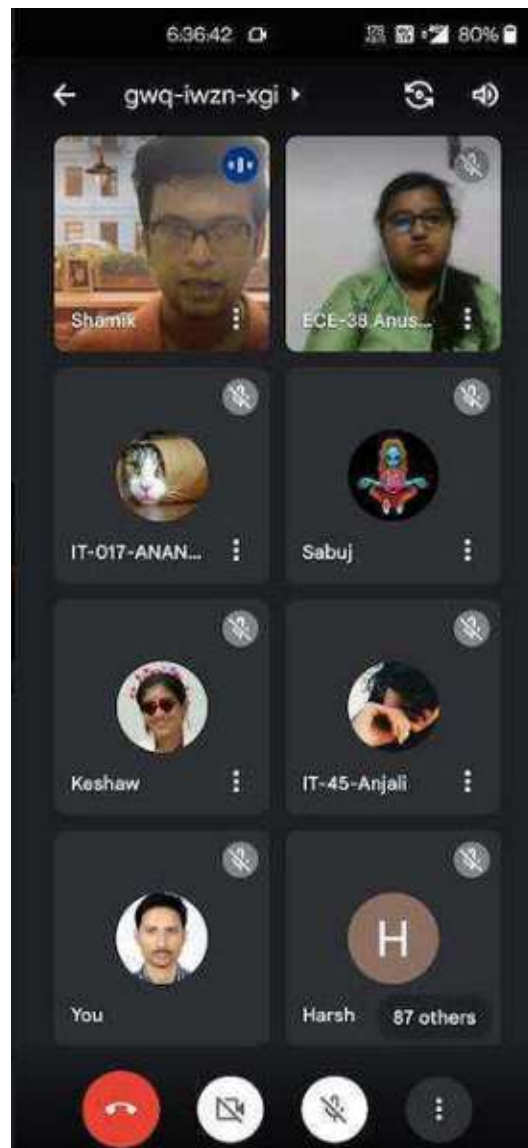 6:36:42 80%
gwq-iwzn-xgi
Shamik
ECE-38 Anus...
IT-017-ANAN...
Sabuj
Keshaw
IT-45-Anjali
You
H
Harsh
87 others